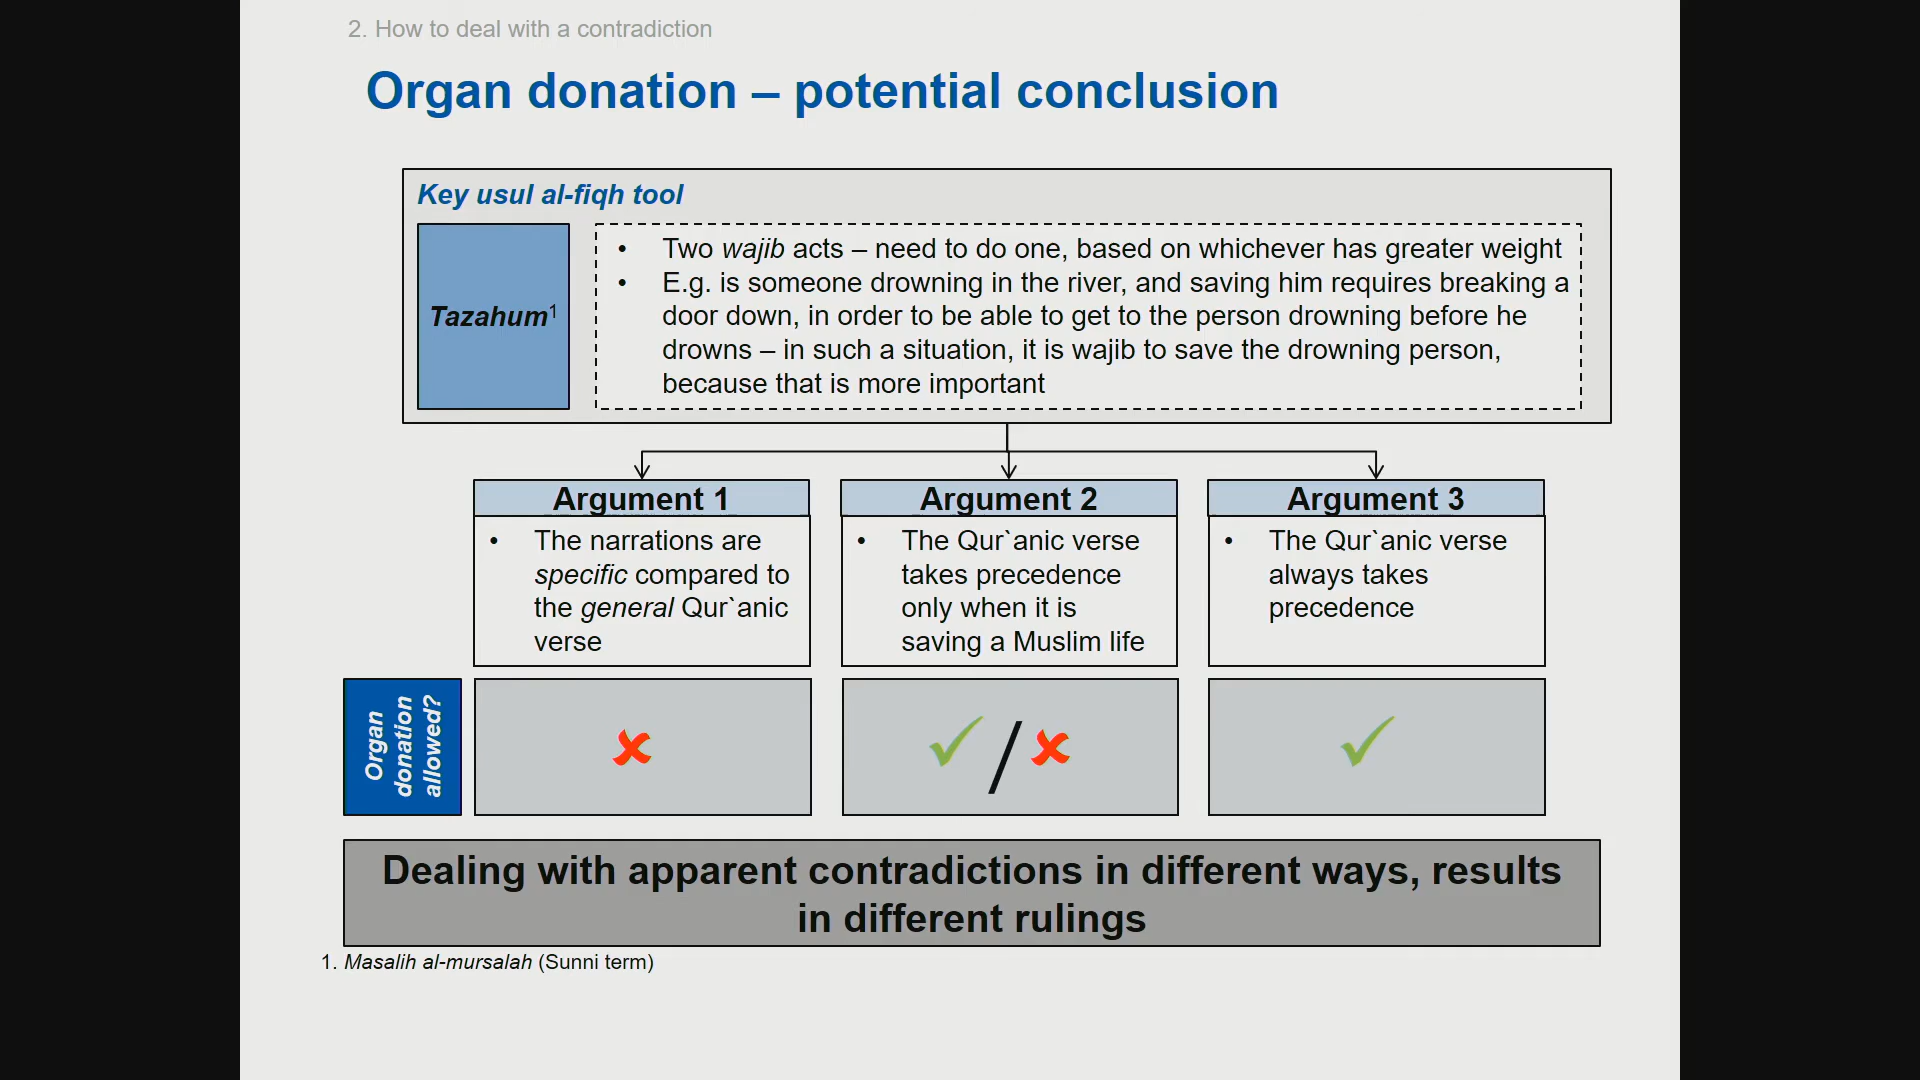 2. How to deal with a contradiction
Organ donation – potential conclusion
Key usul al-fiqh tool
Tazahum1
• Two wajib acts – need to do one, based on whichever has greater weight
• E.g. is someone drowning in the river, and saving him requires breaking a
door down, in order to be able to get to the person drowning before he
drowns – in such a situation, it is wajib to save the drowning person,
because that is more important
Argument 1
• The narrations are
specific compared to
the general Qur`anic
verse
Argument 2
• The Qur`anic verse
takes precedence
only when it is
saving a Muslim life
Argument 3
• The Qur`anic verse
always takes
precedence
Organ
donation
allowed?
/
Dealing with apparent contradictions in different ways, results
in different rulings
1. Masalih al-mursalah (Sunni term)